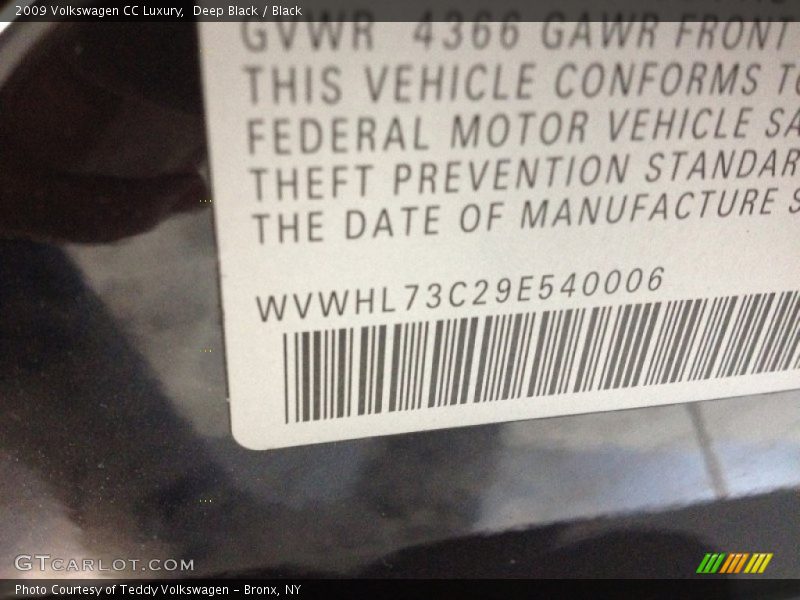 2009 Volkswagen CC Luxury, Deep Black / Black
GVWR 4366 GAWR FRONT
THIS VEHICLE CONFORMS TO
FEDERAL MOTOR VEHICLE SA
THEFT PREVENTION STANDAR
THE DATE OF MANUFACTURE S
WVWHL73C29E540006
GTCARLOT.COM
Photo Courtesy of Teddy Volkswagen - Bronx, NY